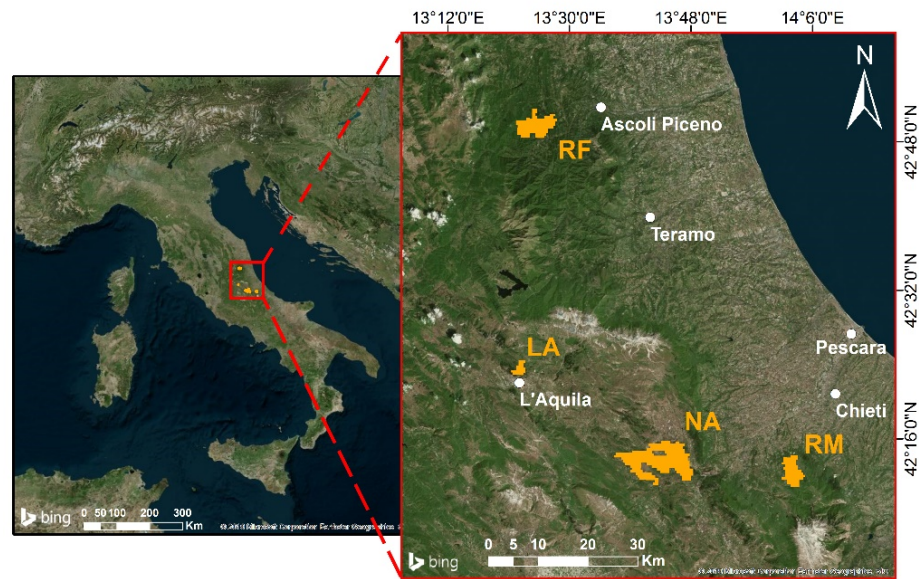 13°12'0"E 13°30'0"E 13°48'0"E 14°6'0"E
N
Ascoli Piceno
RF
42°48'0"N
Teramo
42°32'0"N
LA
L'Aquila
Pescara
Chieti
NA
RM
42°16'0"N
bing
0 50 100 200 300
Km
bing
0 5 10 20 30
Km